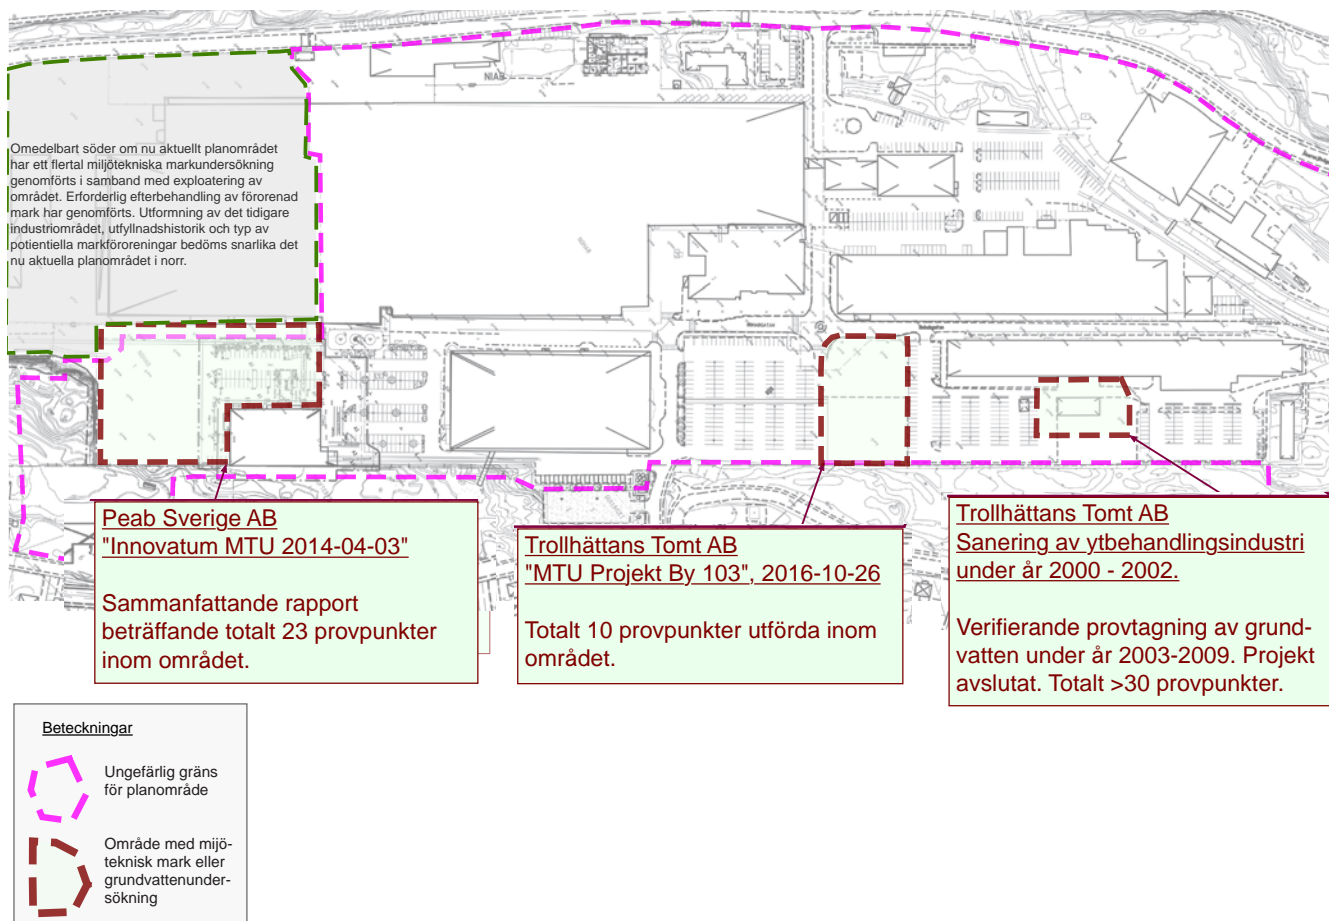 NIAB
Omedelbart söder om nu aktuellt planområdet
har ett flertal miljötekniska markundersökning
genomförts i samband med exploatering av
området. Erforderlig efterbehandling av förorenad
mark har genomförts. Utformning av det tidigare
industriområdet, utfyllnadshistorik och typ av
potientiella markföroreningar bedöms snarlika det
nu aktuella planområdet i norr.
Peab Sverige AB
"Innovatum MTU 2014-04-03"
Sammanfattande rapport
beträffande totalt 23 provpunkter
inom området.
Trollhättans Tomt AB
"MTU Projekt By 103", 2016-10-26
Totalt 10 provpunkter utförda inom
området.
Trollhättans Tomt AB
Sanering av ytbehandlingsindustri
under år 2000 - 2002.
Verifierande provtagning av grund-
vatten under år 2003-2009. Projekt
avslutat. Totalt >30 provpunkter.
Beteckningar
Ungefärlig gräns
för planområde
Område med mijö-
teknisk mark eller
grundvattenunder-
sökning